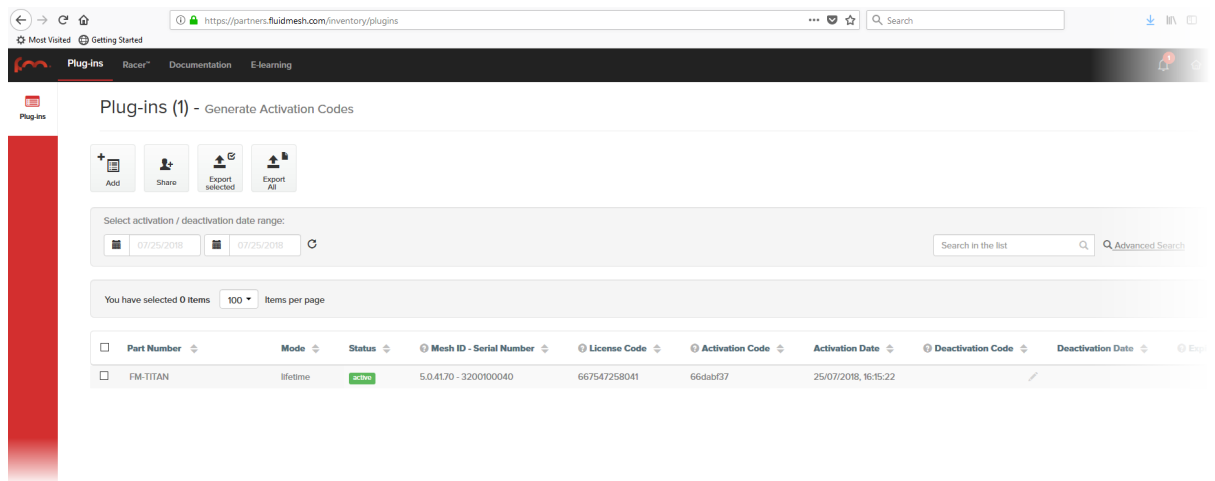 https://partners.fluidmesh.com/inventory/plugins
Search
Most Visited Getting Started
fm Plug-ins Racer™ Documentation E-learning 1
Plug-ins
Plug-ins (1) - Generate Activation Codes
Add Share Export selected Export All
Select activation / deactivation date range:
07/25/2018 07/25/2018 Search in the list Advanced Search
You have selected 0 items 100 Items per page
Part Number Mode Status Mesh ID - Serial Number License Code Activation Code Activation Date Deactivation Code Deactivation Date
FM-TITAN lifetime active 5.0.41.70 - 3200100040 667547258041 66dabf37 25/07/2018, 16:15:22